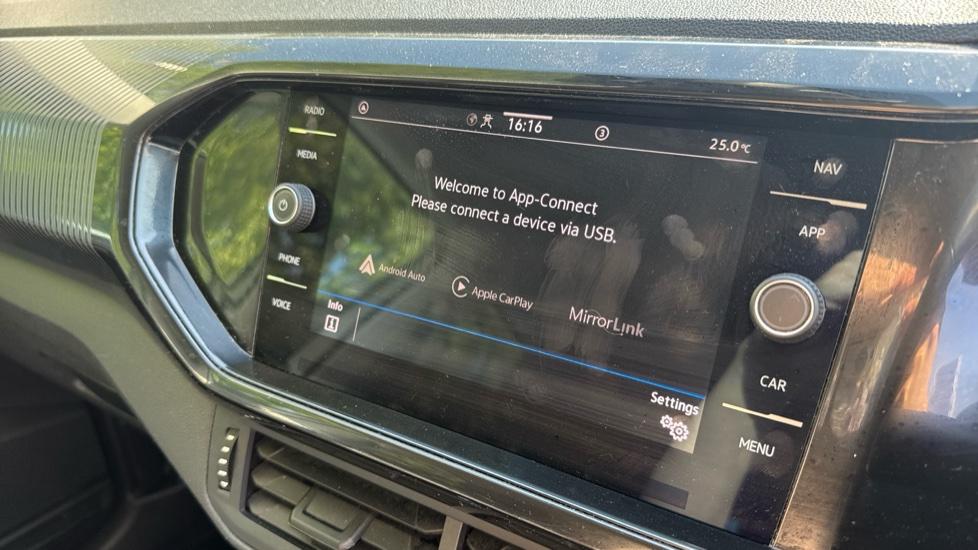 RADIO
MEDIA
PHONE
VOICE
16:16
3
25.0°C
Welcome to App-Connect
Please connect a device via USB.
Android Auto
Apple CarPlay
MirrorLink
Info
Settings
NAV
APP
CAR
MENU